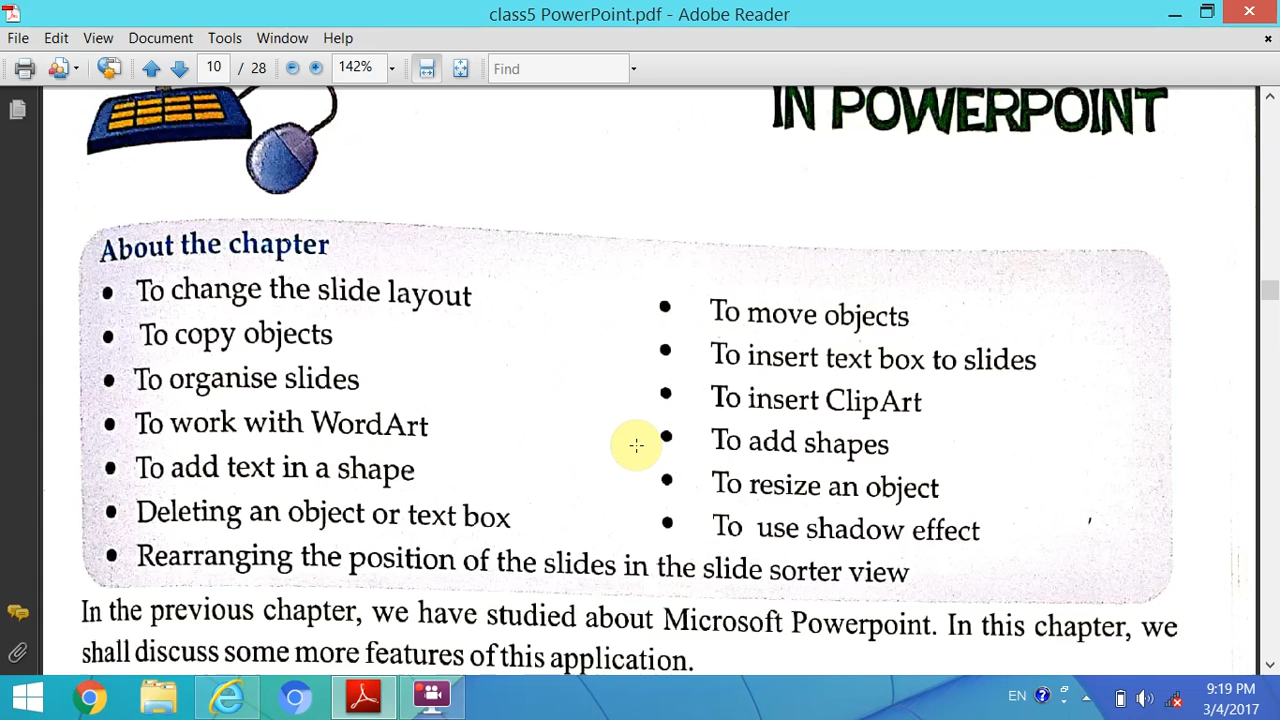 class5 PowerPoint.pdf - Adobe Reader
File Edit View Document Tools Window Help
10 / 28 142% Find
IN POWERPOINT
About the chapter
• To change the slide layout
• To copy objects
• To organise slides
• To work with WordArt
• To add text in a shape
• Deleting an object or text box
• Rearranging the position of the slides in the slide sorter view
• To move objects
• To insert text box to slides
• To insert ClipArt
• To add shapes
• To resize an object
• To use shadow effect
In the previous chapter, we have studied about Microsoft Powerpoint. In this chapter, we
shall discuss some more features of this application.
EN
9:19 PM
3/4/2017